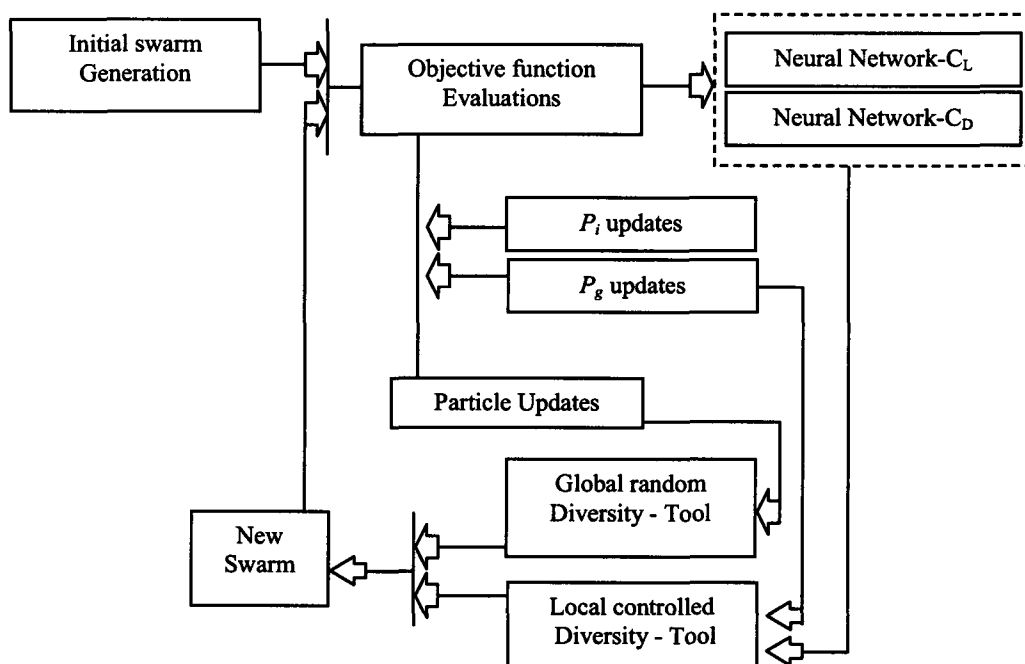 Initial swarm
Generation
Objective function
Evaluations
Neural Network-C_L
Neural Network-C_D
P_i updates
P_g updates
Particle Updates
Global random
Diversity - Tool
New
Swarm
Local controlled
Diversity - Tool